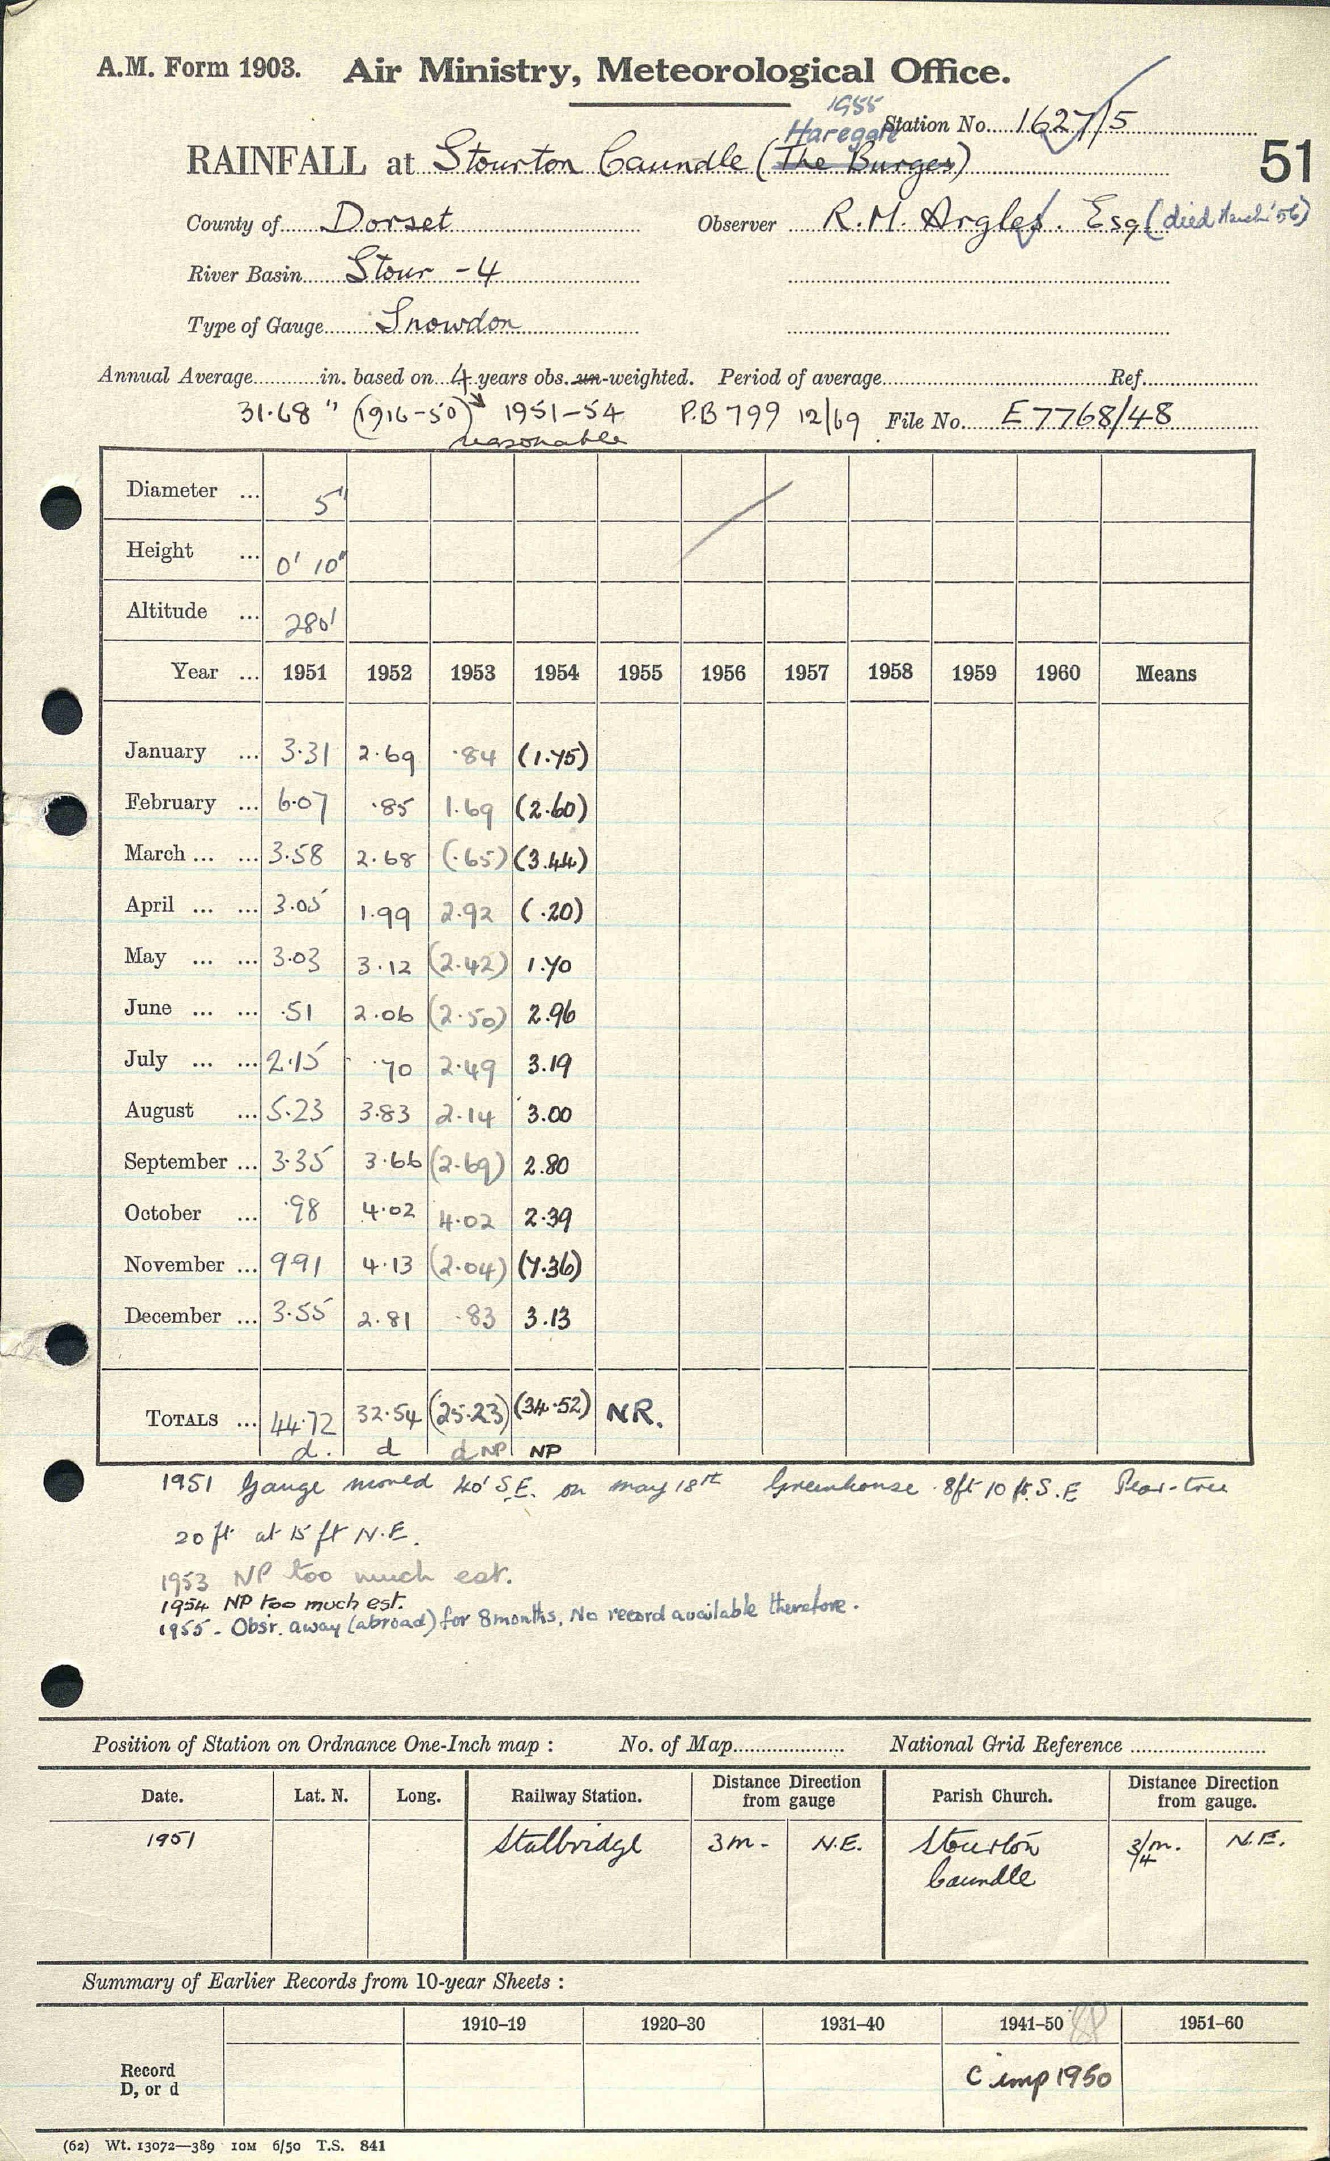 A.M. Form 1903. Air Ministry, Meteorological Office.
1955
Haregate Station No. 1627/5
RAINFALL at Stourton Caundle (The Burges)
51
County of Dorset Observer R.M. Argles. Esq (died March '56)
River Basin Stour - 4
Type of Gauge Snowdon
Annual Average in. based on 4 years obs. un-weighted. Period of average Ref.
31.68 " (1916-50) 1951-54 P.B 799 12/69 File No. E7768/48
reasonable
Diameter ... 5"
Height ... 0' 10"
Altitude ... 280'
Year ... 1951 1952 1953 1954 1955 1956 1957 1958 1959 1960 Means
January ... 3.31 2.69 .84 (1.75)
February ... 6.07 .85 1.69 (2.60)
March ... ... 3.58 2.68 (.65) (3.44)
April ... ... 3.05 1.99 2.92 (.20)
May ... ... 3.03 3.12 (2.42) 1.70
June ... ... .51 2.06 (2.50) 2.96
July ... ... 2.15 .70 2.49 3.19
August ... 5.23 3.83 2.14 3.00
September ... 3.35 3.66 (2.69) 2.80
October ... .98 4.02 4.02 2.39
November ... 9.91 4.13 (2.04) (7.36)
December ... 3.55 2.81 .83 3.13
TOTALS ... 44.72 32.54 (25.23) (34.52) NR.
d. d d NP NP
1951 Gauge moved 40' S.E. on May 18th Greenhouse 8ft 10 ft. S.E Pear-tree
20 ft at 15 ft N.E.
1953 NP too much est.
1954 NP too much est.
1955 - Obsr. away (abroad) for 8 months, No record available therefore.
Position of Station on Ordnance One-Inch map : No. of Map National Grid Reference
Date. Lat. N. Long. Railway Station. Distance Direction from gauge Parish Church. Distance Direction from gauge.
1951 Stalbridge 3m - N.E. Stourton Caundle 3/4 m. N.E.
Summary of Earlier Records from 10-year Sheets :
1910–19 1920–30 1931–40 1941–50 1951–60
Record
D, or d
C imp 1950
(62) Wt. 13072—389 10M 6/50 T.S. 841